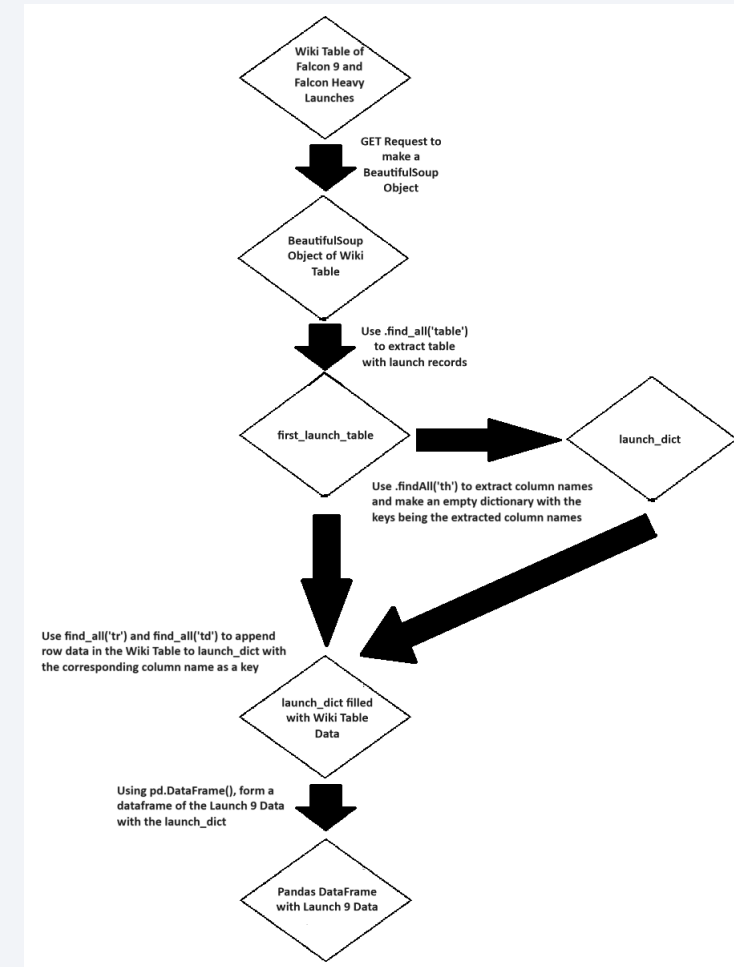 Wiki Table of
Falcon 9 and
Falcon Heavy
Launches
GET Request to
make a
BeautifulSoup
Object
BeautifulSoup
Object of Wiki
Table
Use .find_all('table')
to extract table
with launch records
first_launch_table
launch_dict
Use .findAll('th') to extract column names
and make an empty dictionary with the
keys being the extracted column names
Use find_all('tr') and find_all('td') to append
row data in the Wiki Table to launch_dict with
the corresponding column name as a key
launch_dict filled
with Wiki Table
Data
Using pd.DataFrame(), form a
dataframe of the Launch 9 Data
with the launch_dict
Pandas DataFrame
with Launch 9 Data